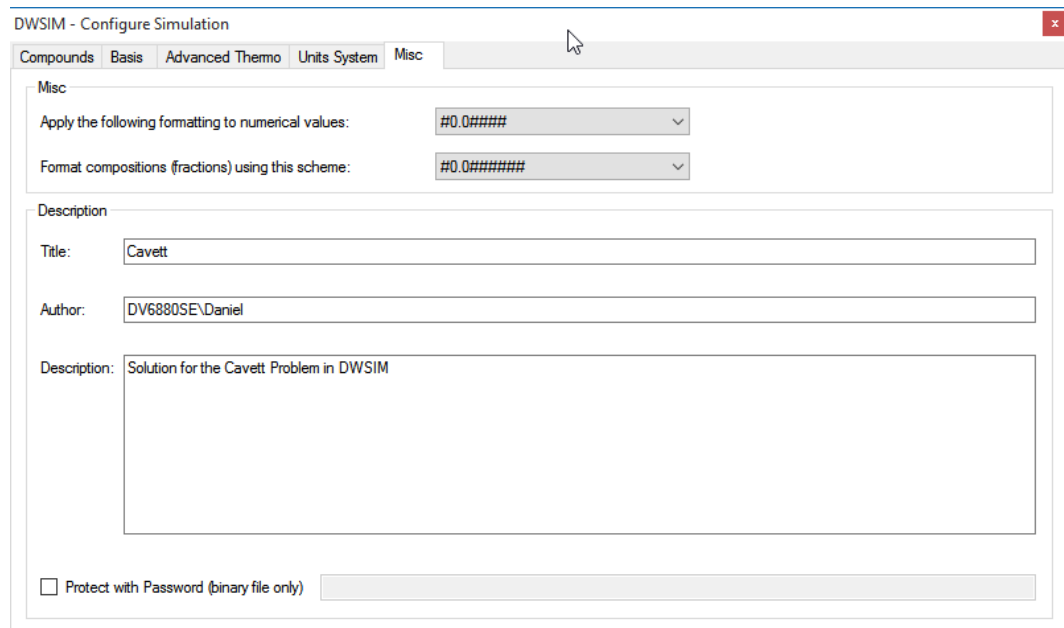 DWSIM - Configure Simulation
x
Compounds Basis Advanced Thermo Units System Misc
Misc
Apply the following formatting to numerical values: #0.0####
Format compositions (fractions) using this scheme: #0.0######
Description
Title: Cavett
Author: DV6880SE\Daniel
Description: Solution for the Cavett Problem in DWSIM
Protect with Password (binary file only)